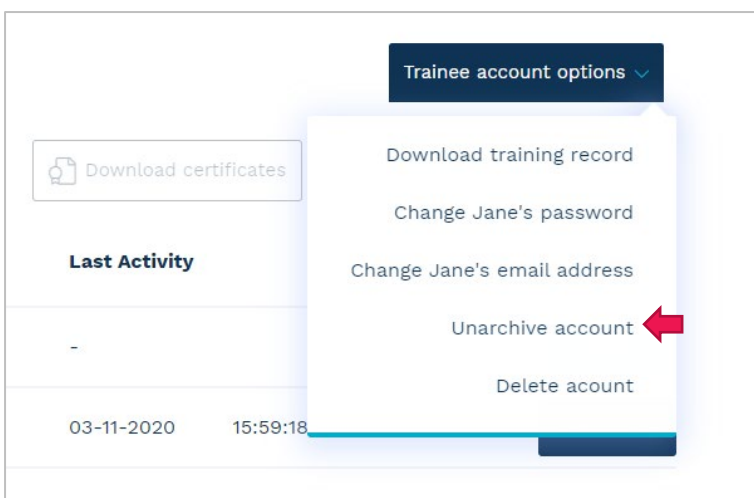 Trainee account options
Download training record
Download certificates
Change Jane's password
Last Activity
Change Jane's email address
Unarchive account
-
Delete acount
03-11-2020 15:59:18